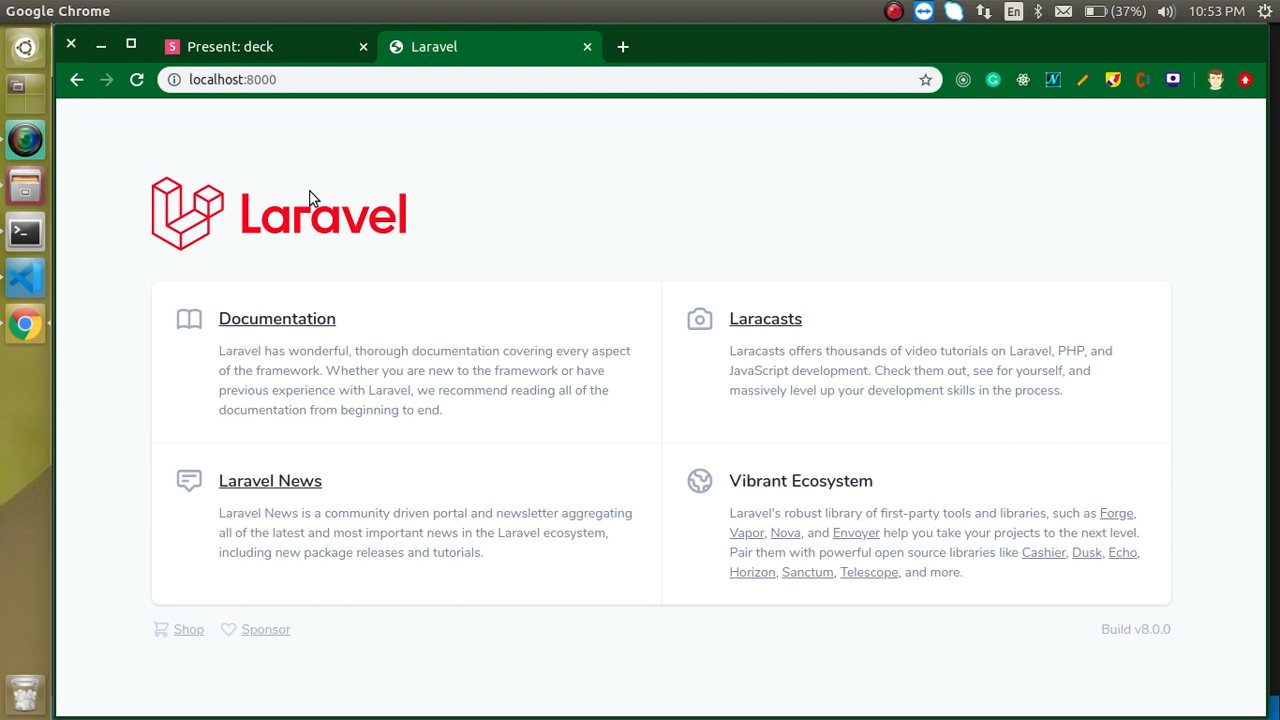 Google Chrome
En
(37%)
10:53 PM
Present: deck
Laravel
localhost:8000
Laravel
Documentation
Laravel has wonderful, thorough documentation covering every aspect
of the framework. Whether you are new to the framework or have
previous experience with Laravel, we recommend reading all of the
documentation from beginning to end.
Laracasts
Laracasts offers thousands of video tutorials on Laravel, PHP, and
JavaScript development. Check them out, see for yourself, and
massively level up your development skills in the process.
Laravel News
Laravel News is a community driven portal and newsletter aggregating
all of the latest and most important news in the Laravel ecosystem,
including new package releases and tutorials.
Vibrant Ecosystem
Laravel's robust library of first-party tools and libraries, such as Forge,
Vapor, Nova, and Envoyer help you take your projects to the next level.
Pair them with powerful open source libraries like Cashier, Dusk, Echo,
Horizon, Sanctum, Telescope, and more.
Shop
Sponsor
Build v8.0.0